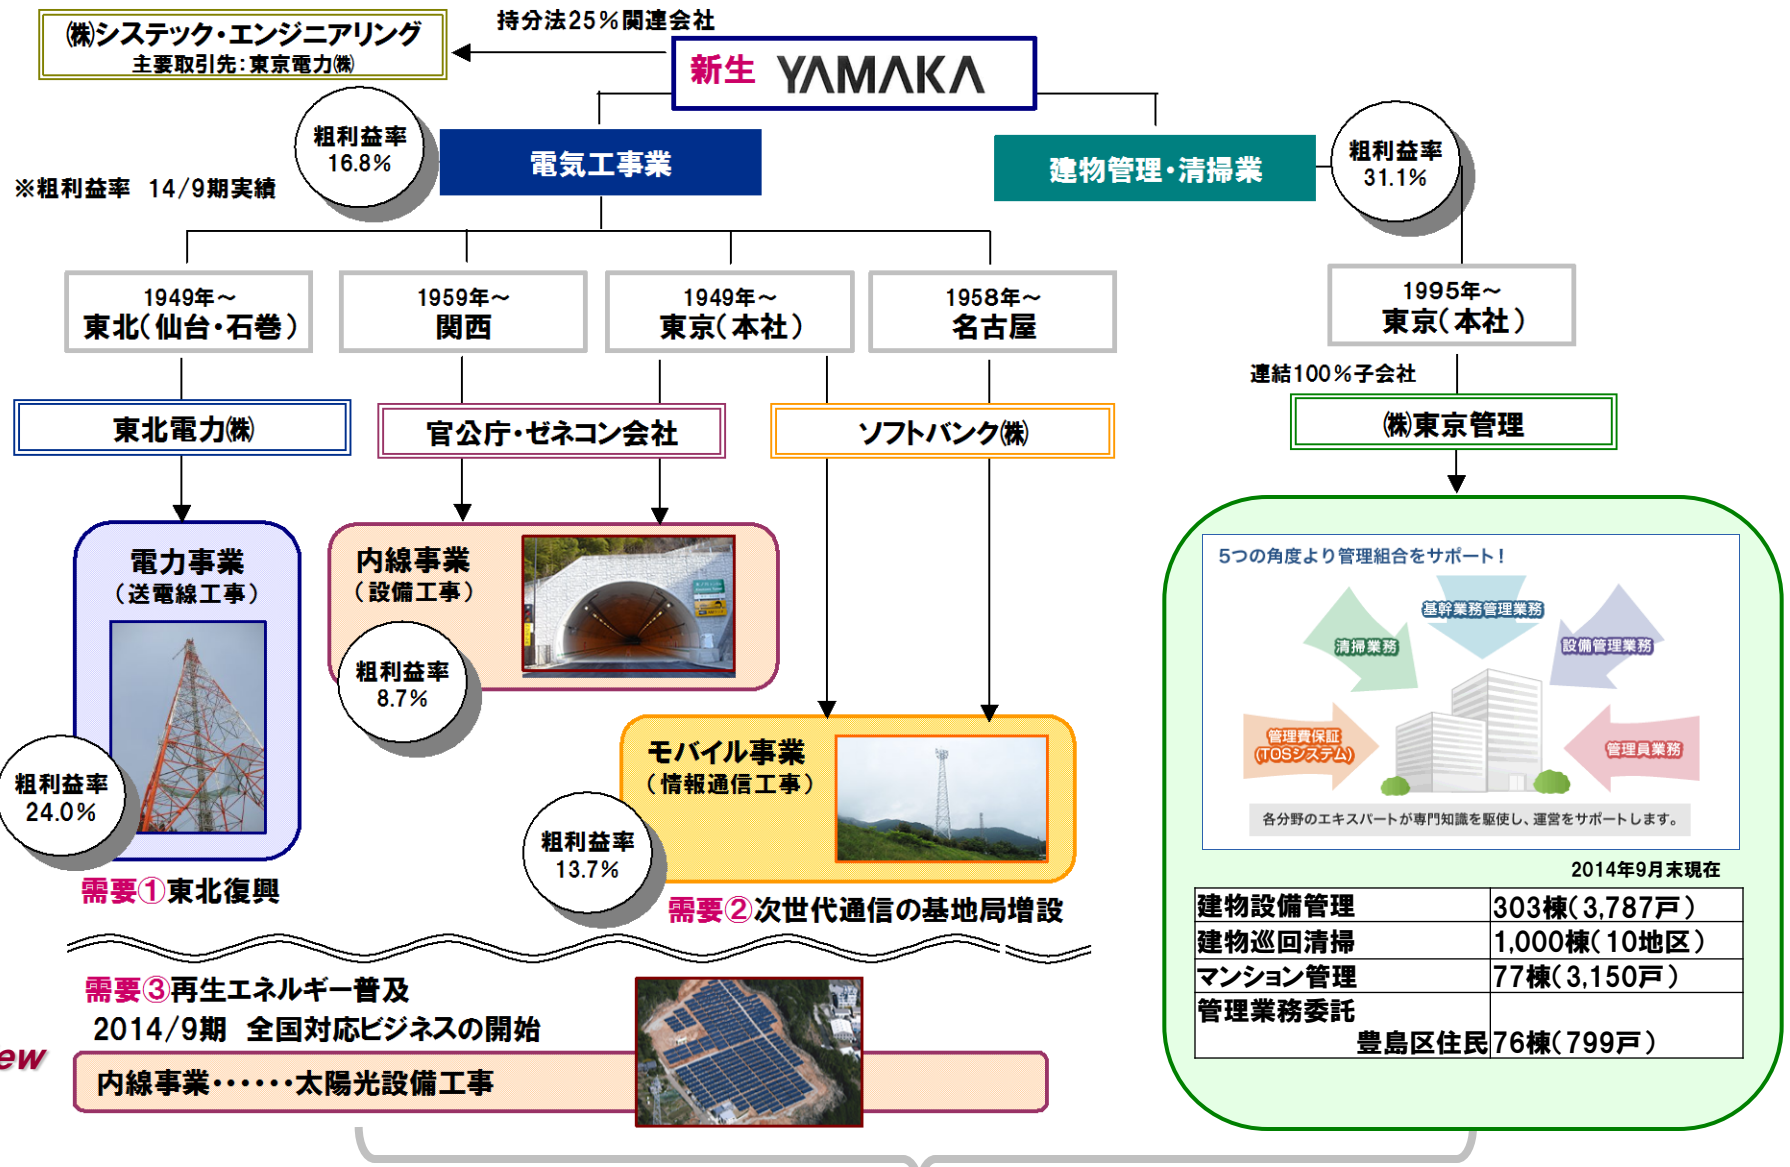 持分法25%関連会社
㈱システック・エンジニアリング
主要取引先：東京電力㈱
新生 YAMAKA
粗利益率
16.8%
電気工事業
建物管理・清掃業
粗利益率
31.1%
※粗利益率 14/9期実績
1949年～
東北(仙台・石巻)
1959年～
関西
1949年～
東京(本社)
1958年～
名古屋
1995年～
東京(本社)
連結100%子会社
東北電力㈱
官公庁・ゼネコン会社
ソフトバンク㈱
㈱東京管理
電力事業
(送電線工事)
粗利益率
24.0%
需要①東北復興
内線事業
(設備工事)
粗利益率
8.7%
モバイル事業
(情報通信工事)
粗利益率
13.7%
需要②次世代通信の基地局増設
5つの角度より管理組合をサポート！
基幹業務管理業務
清掃業務
設備管理業務
管理費保証
(TOSシステム)
管理員業務
各分野のエキスパートが専門知識を駆使し、運営をサポートします。
2014年9月末現在
建物設備管理 303棟(3,787戸)
建物巡回清掃 1,000棟(10地区)
マンション管理 77棟(3,150戸)
管理業務委託
豊島区住民 76棟(799戸)
需要③再生エネルギー普及
2014/9期 全国対応ビジネスの開始
ew
内線事業・・・・・・太陽光設備工事